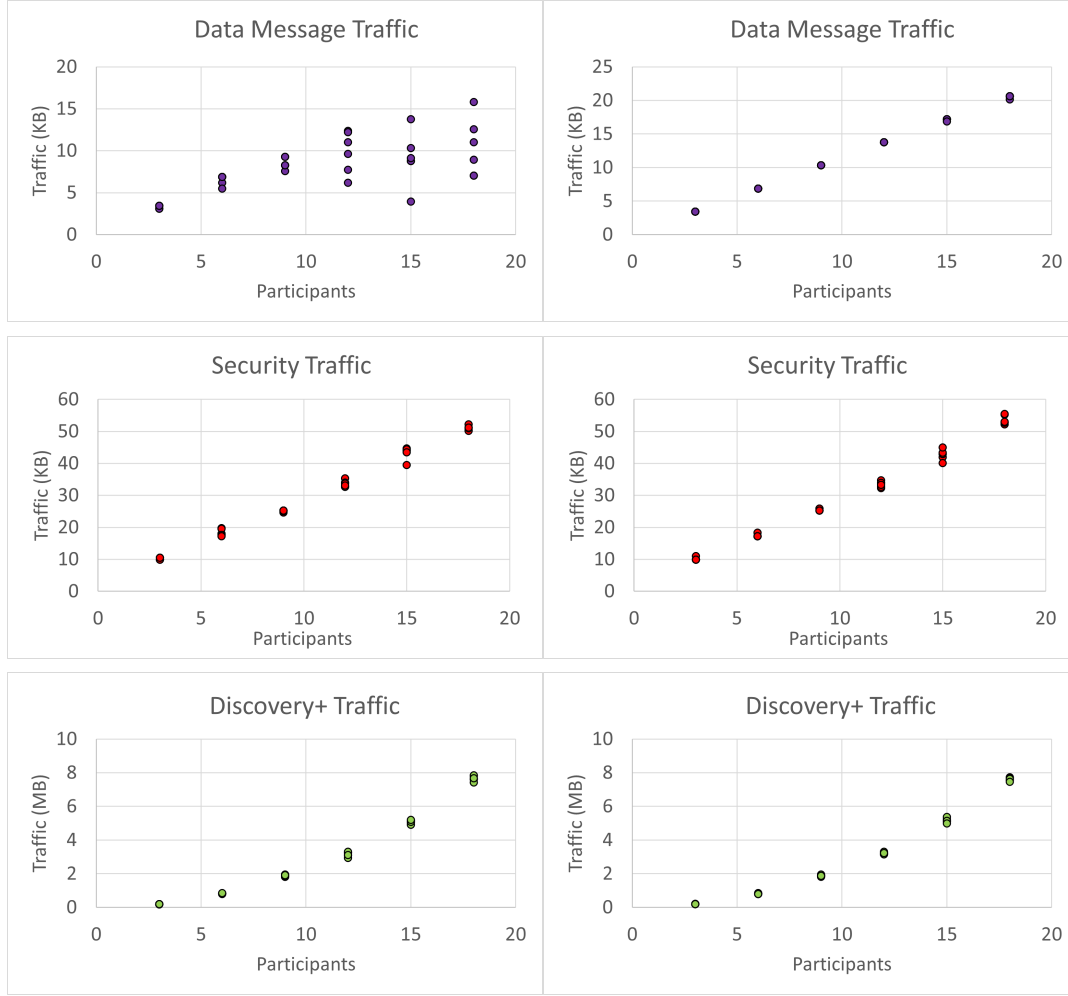 Data Message Traffic
20
15
10
5
0
Traffic (KB)
0 5 10 15 20
Participants
Data Message Traffic
25
20
15
10
5
0
Traffic (KB)
0 5 10 15 20
Participants
Security Traffic
60
50
40
30
20
10
0
Traffic (KB)
0 5 10 15 20
Participants
Security Traffic
60
50
40
30
20
10
0
Traffic (KB)
0 5 10 15 20
Participants
Discovery+ Traffic
10
8
6
4
2
0
Traffic (MB)
0 5 10 15 20
Participants
Discovery+ Traffic
10
8
6
4
2
0
Traffic (MB)
0 5 10 15 20
Participants